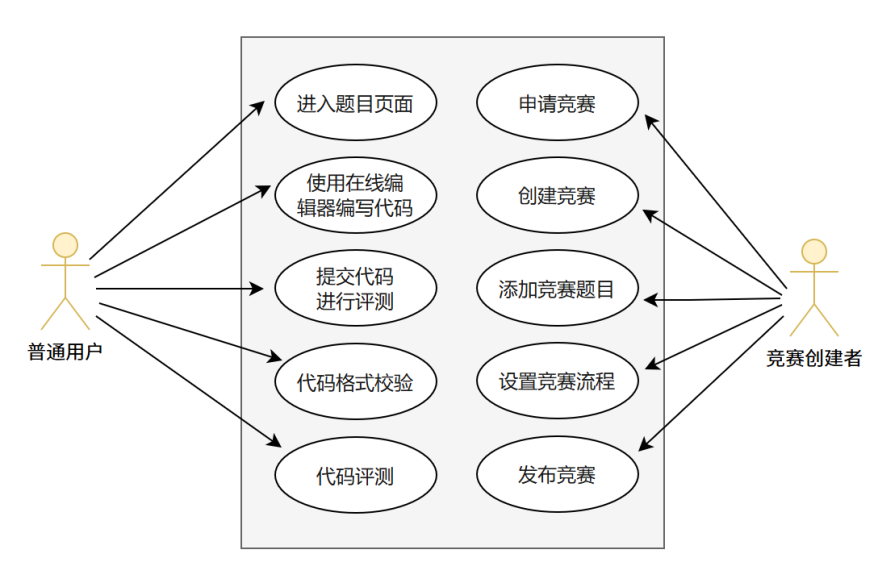 进入题目页面
申请竞赛
使用在线编
辑器编写代码
创建竞赛
提交代码
进行评测
添加竞赛题目
普通用户
竞赛创建者
代码格式校验
设置竞赛流程
代码评测
发布竞赛